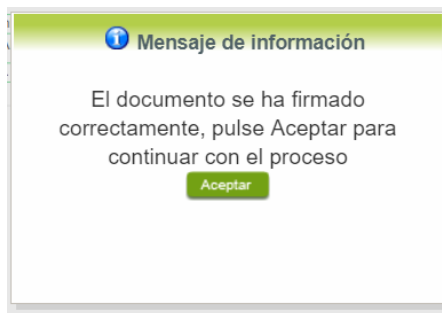 Mensaje de información
El documento se ha firmado
correctamente, pulse Aceptar para
continuar con el proceso
Aceptar